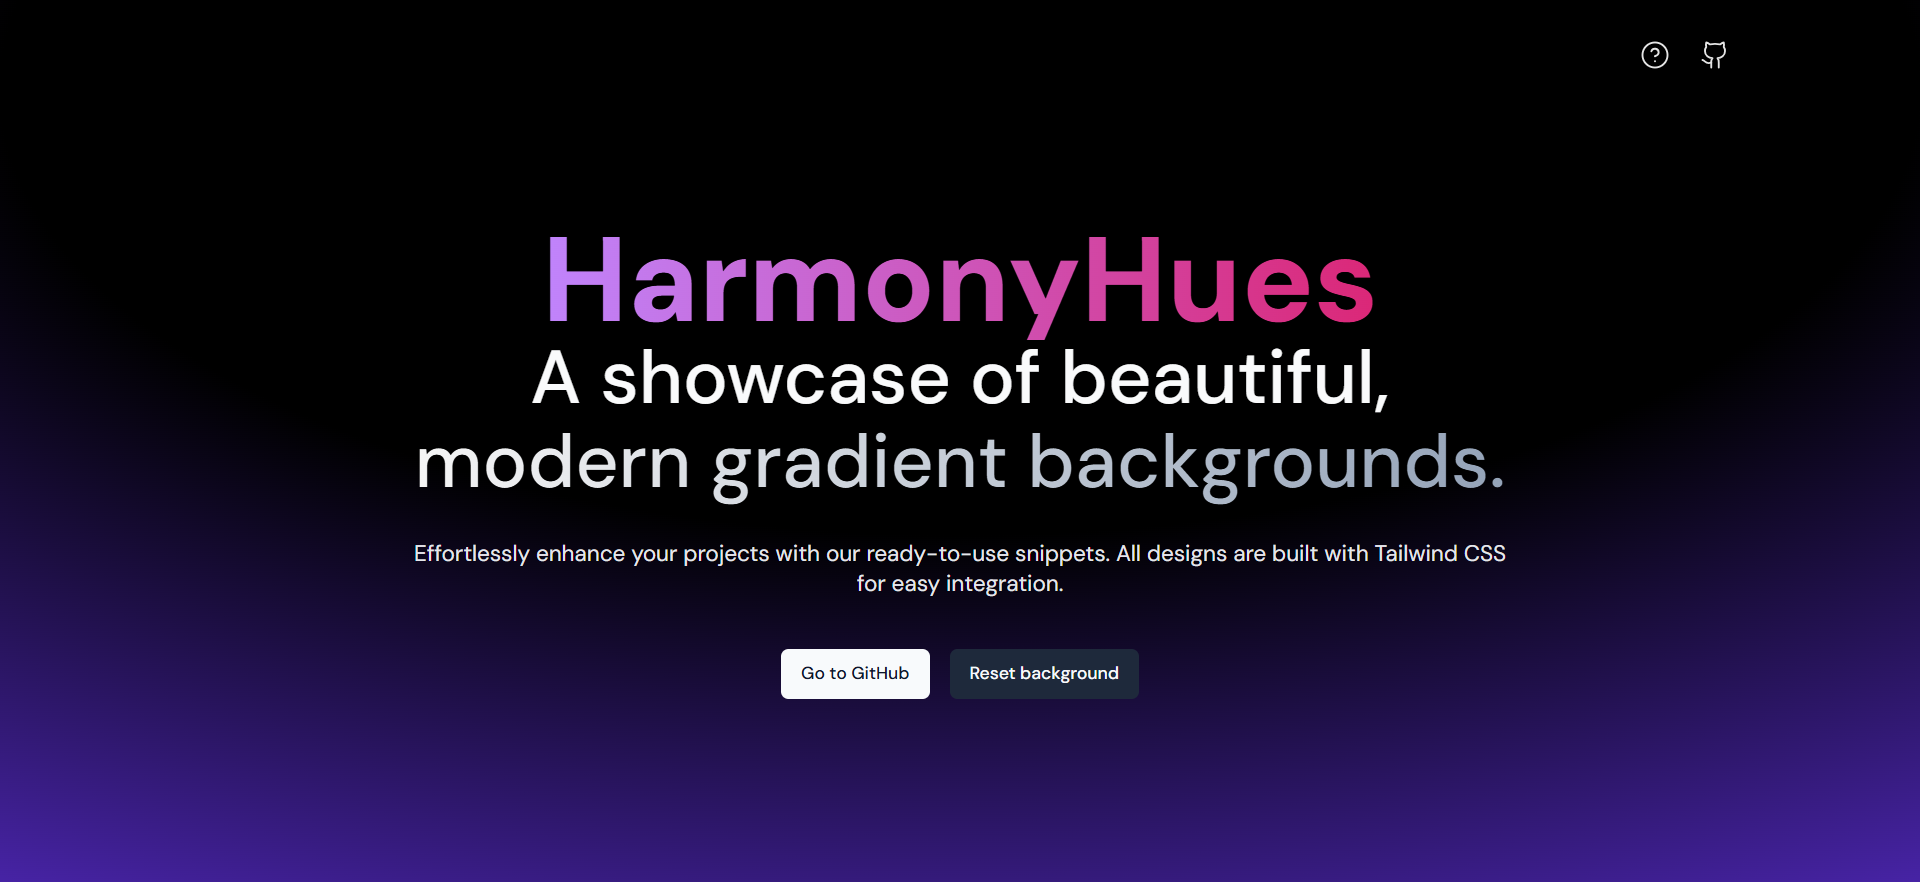 HarmonyHues
A showcase of beautiful,
modern gradient backgrounds.
Effortlessly enhance your projects with our ready-to-use snippets. All designs are built with Tailwind CSS
for easy integration.
Go to GitHub
Reset background